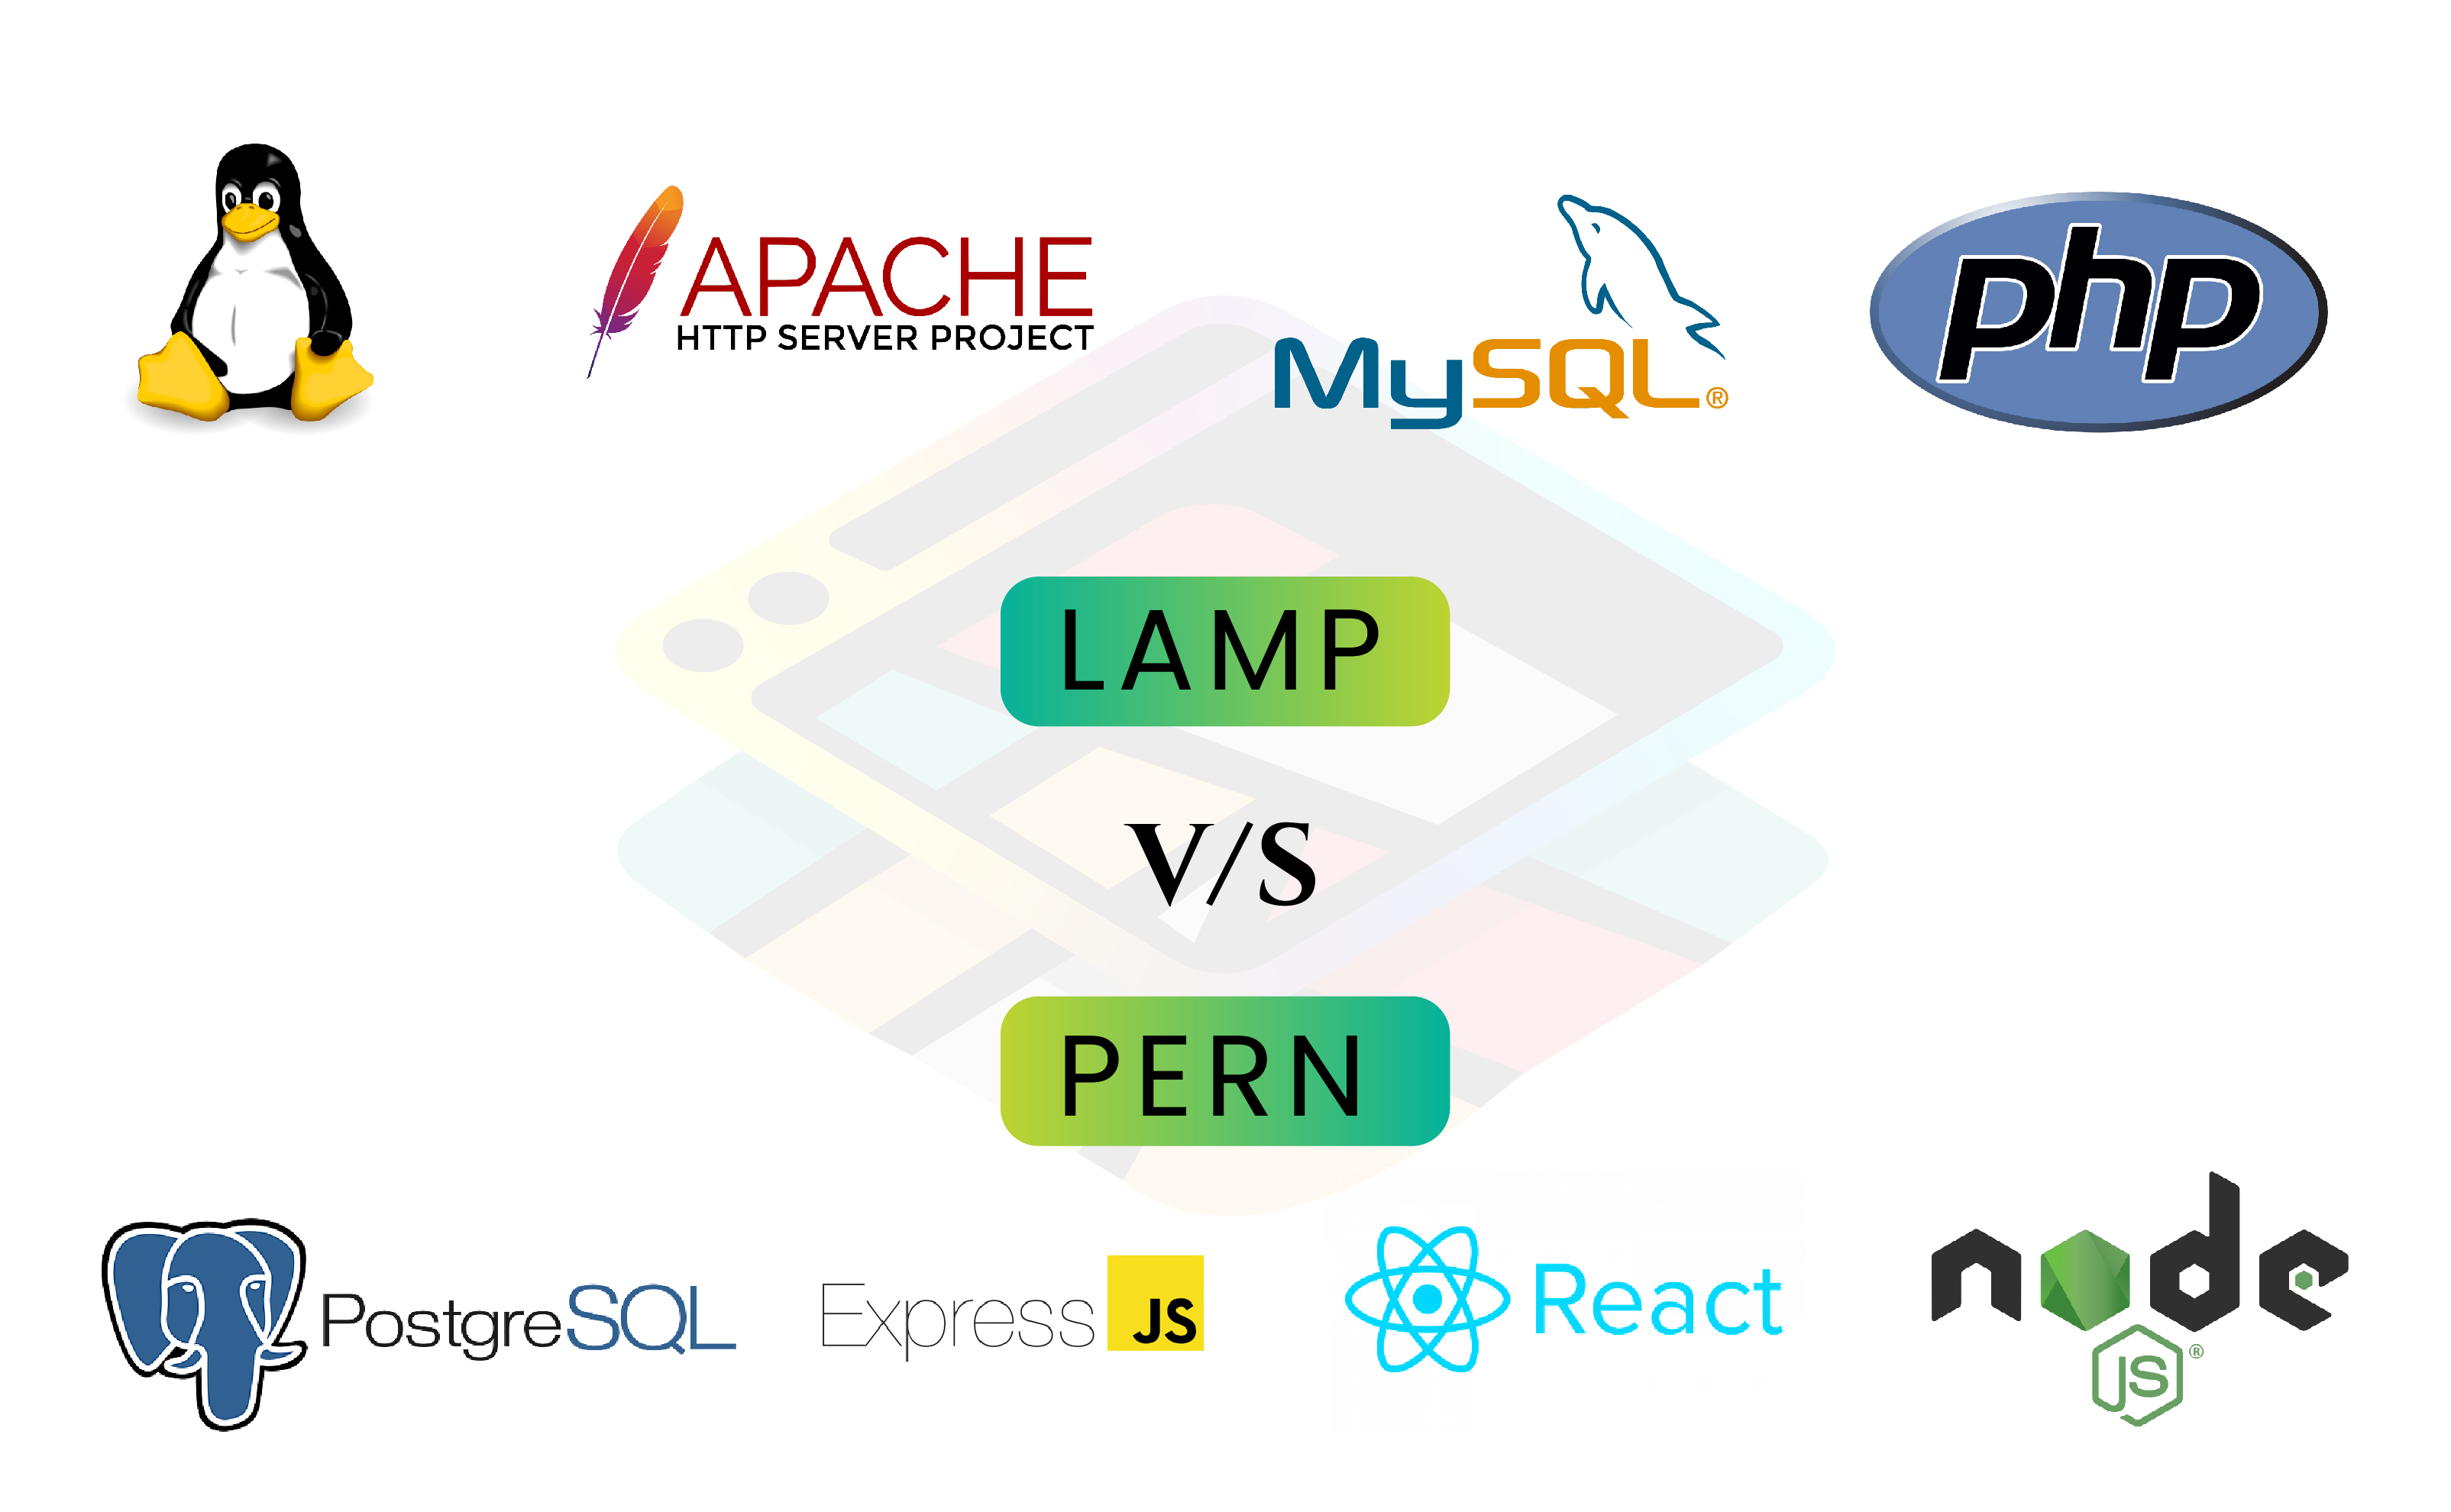 APACHE
HTTP SERVER PROJECT
MySQL®
php
LAMP
V/S
PERN
PostgreSQL
Express JS
React
node
js®